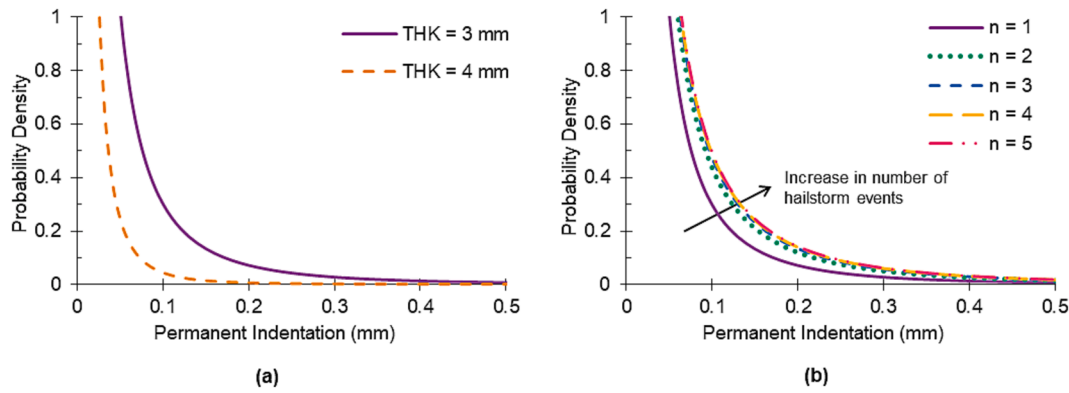 1
0.8
0.6
0.4
0.2
0
Probability Density
THK = 3 mm
THK = 4 mm
0 0.1 0.2 0.3 0.4 0.5
Permanent Indentation (mm)
(a)
1
0.8
0.6
0.4
0.2
0
Probability Density
n = 1
n = 2
n = 3
n = 4
n = 5
Increase in number of
hailstorm events
0 0.1 0.2 0.3 0.4 0.5
Permanent Indentation (mm)
(b)